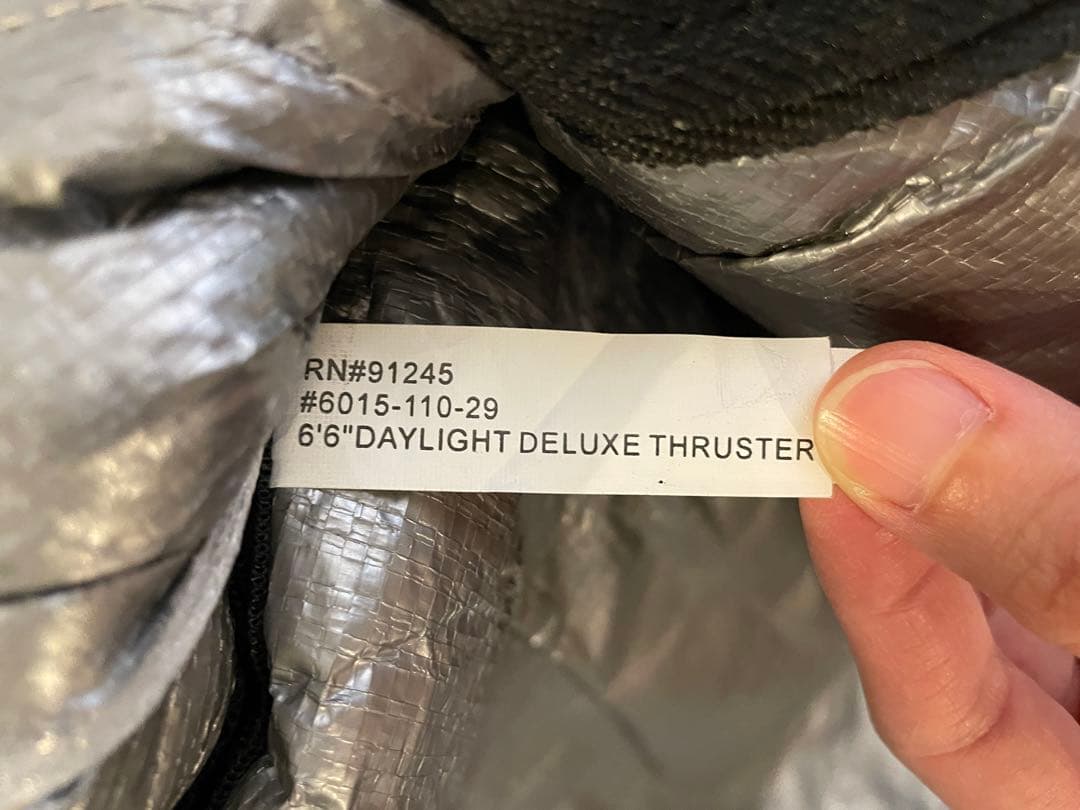 RN#91245
#6015-110-29
6'6"DAYLIGHT DELUXE THRUSTER